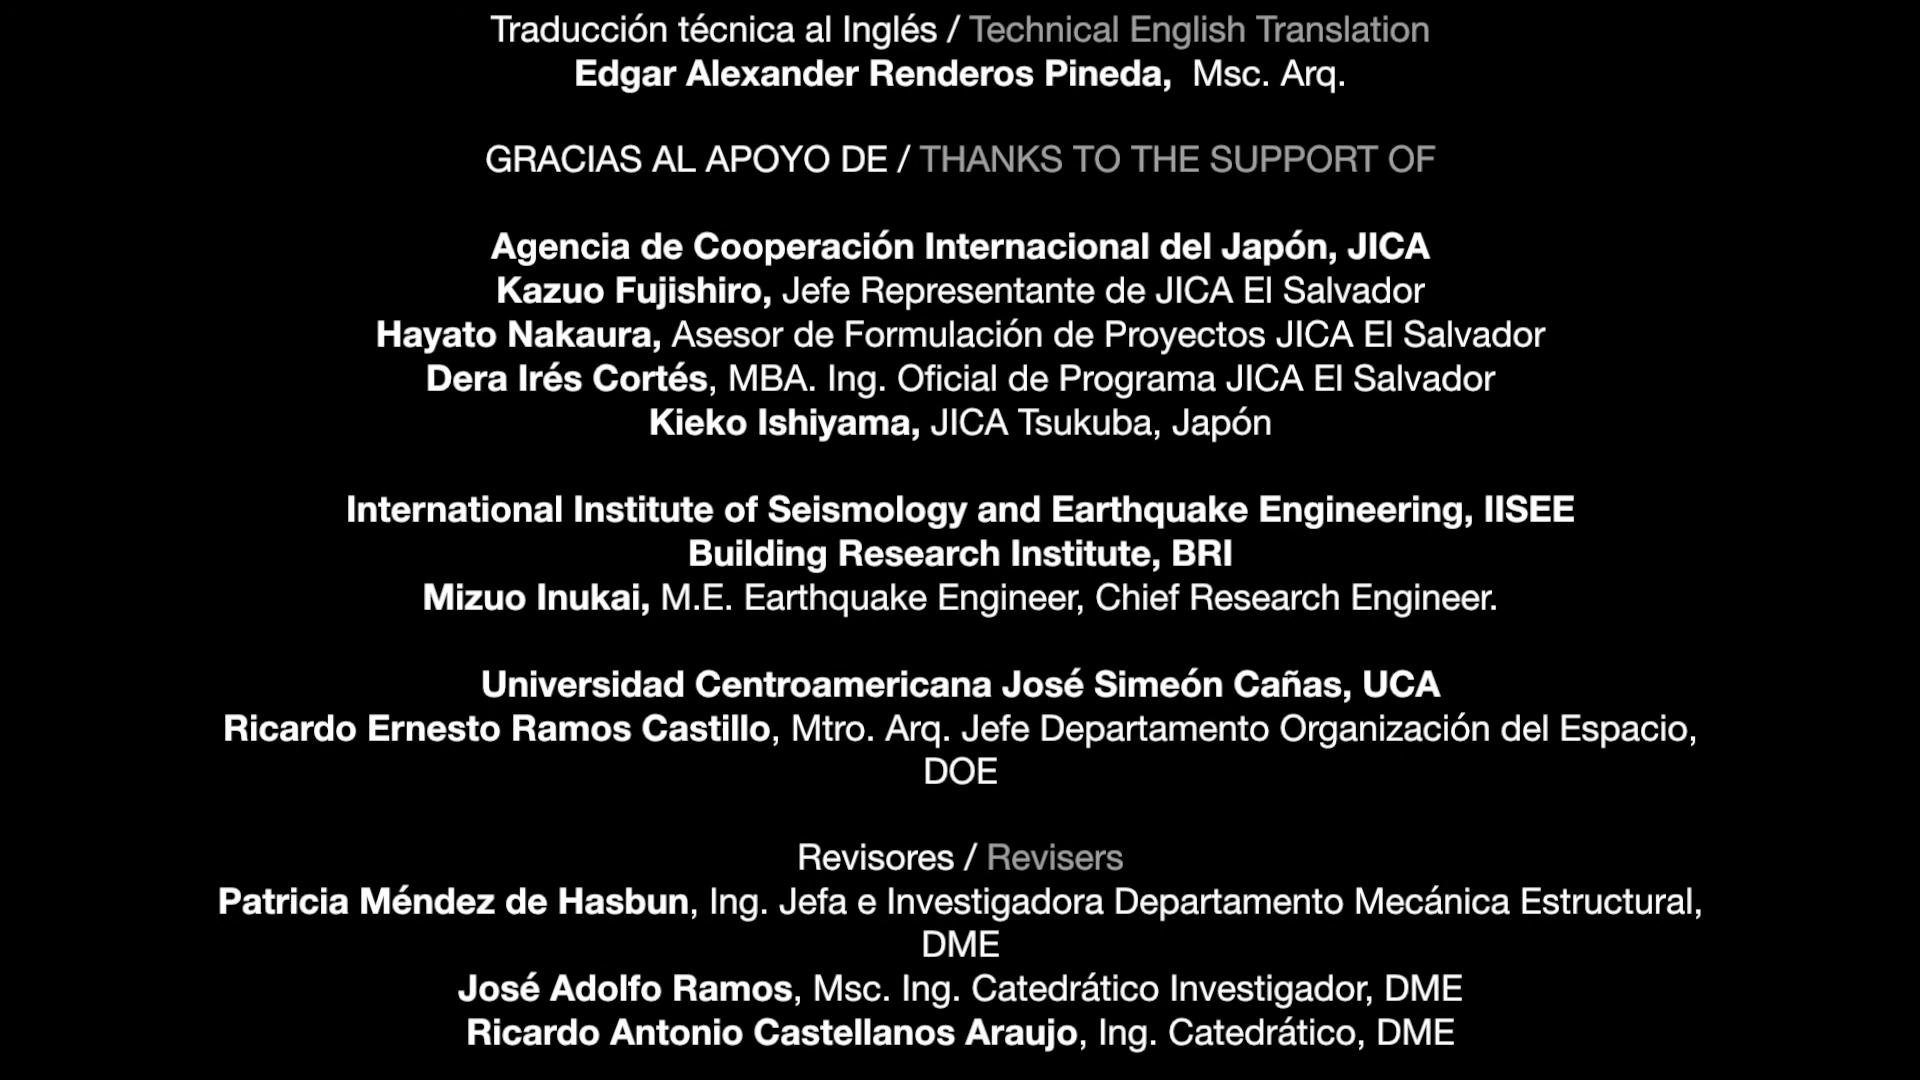 Traducción técnica al Inglés / Technical English Translation
Edgar Alexander Renderos Pineda, Msc. Arq.
GRACIAS AL APOYO DE / THANKS TO THE SUPPORT OF
Agencia de Cooperación Internacional del Japón, JICA
Kazuo Fujishiro, Jefe Representante de JICA El Salvador
Hayato Nakaura, Asesor de Formulación de Proyectos JICA El Salvador
Dera Irés Cortés, MBA. Ing. Oficial de Programa JICA El Salvador
Kieko Ishiyama, JICA Tsukuba, Japón
International Institute of Seismology and Earthquake Engineering, IISEE
Building Research Institute, BRI
Mizuo Inukai, M.E. Earthquake Engineer, Chief Research Engineer.
Universidad Centroamericana José Simeón Cañas, UCA
Ricardo Ernesto Ramos Castillo, Mtro. Arq. Jefe Departamento Organización del Espacio,
DOE
Revisores / Revisers
Patricia Méndez de Hasbun, Ing. Jefa e Investigadora Departamento Mecánica Estructural,
DME
José Adolfo Ramos, Msc. Ing. Catedrático Investigador, DME
Ricardo Antonio Castellanos Araujo, Ing. Catedrático, DME